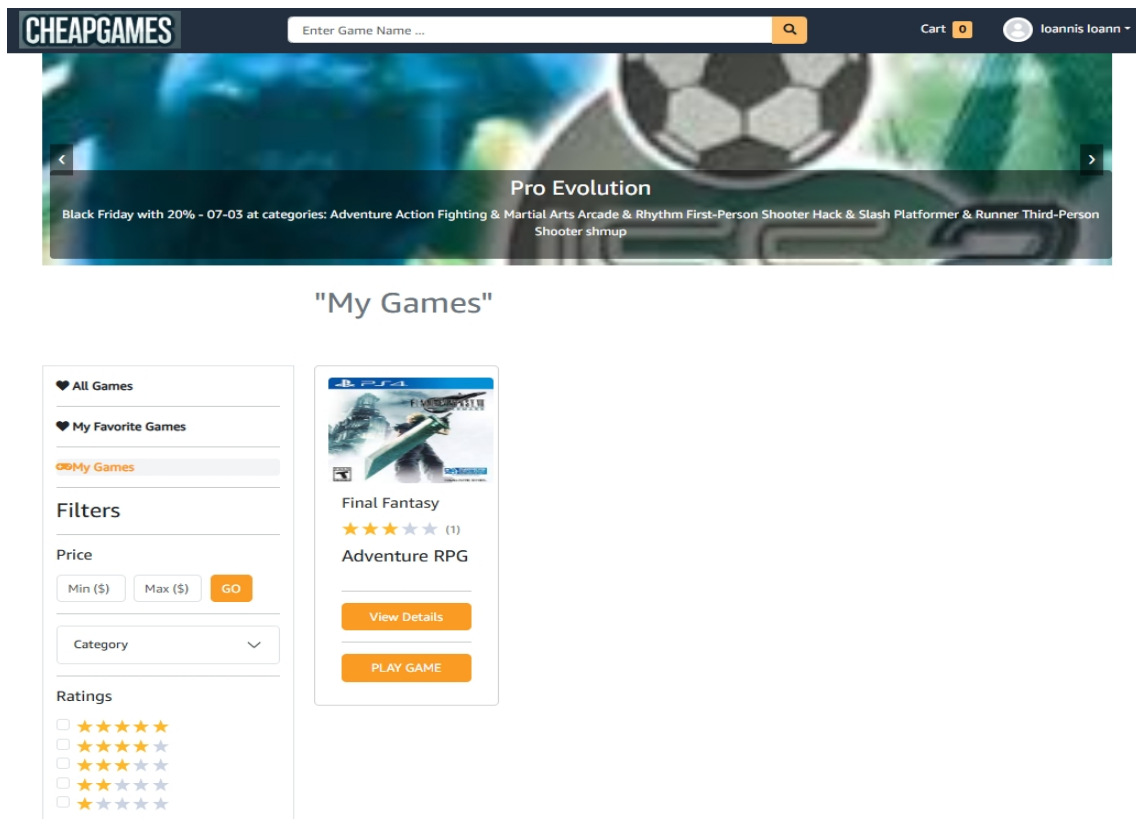 CHEAPGAMES
Enter Game Name ...
Cart 0
Ioannis Ioann
Pro Evolution
Black Friday with 20% - 07-03 at categories: Adventure Action Fighting & Martial Arts Arcade & Rhythm First-Person Shooter Hack & Slash Platformer & Runner Third-Person
Shooter shmup
"My Games"
All Games
My Favorite Games
My Games
Filters
Price
Min ($)
Max ($)
GO
Category
Ratings
PS4
Final Fantasy
(1)
Adventure RPG
View Details
PLAY GAME